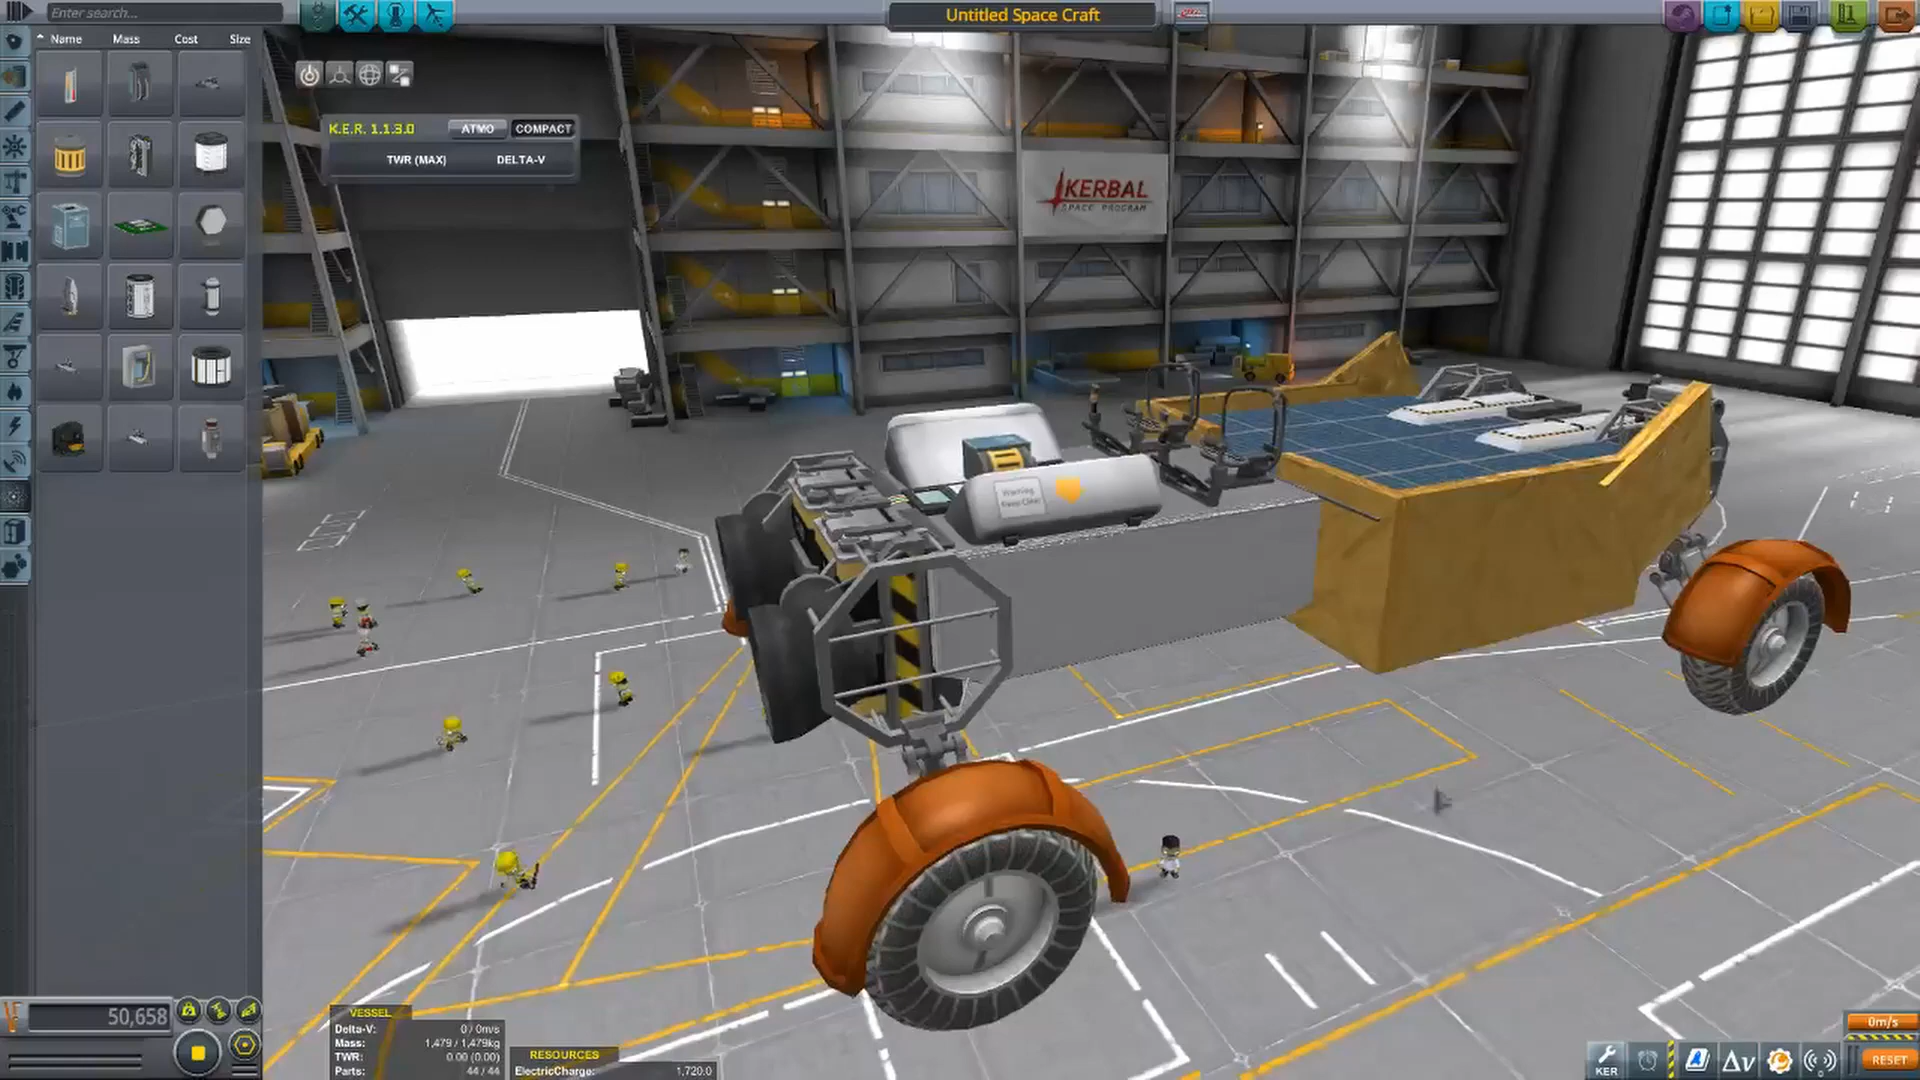 Enter search...
Untitled Space Craft
Name Mass Cost Size
K.E.R. 1.1.3.0 ATMO COMPACT
TWR (MAX) DELTA-V
KERBAL
SPACE PROGRAM
50,658
VESSEL
Delta-V: 0 / 0m/s
Mass: 1,479 / 1,479kg
TWR: 0.00 (0.00)
Parts: 44 / 44
RESOURCES
ElectricCharge: 1,720.0
0m/s
KER
Δv
RESET